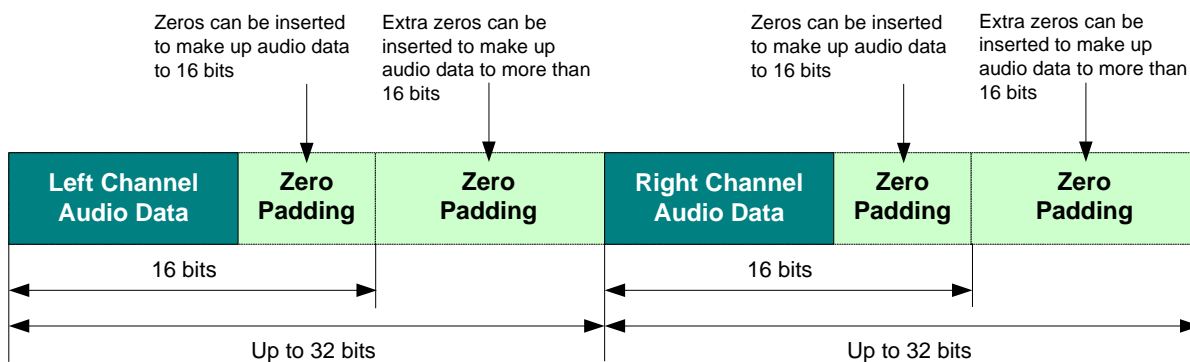 Zeros can be inserted
to make up audio data
to 16 bits
Extra zeros can be
inserted to make up
audio data to more than
16 bits
Zeros can be inserted
to make up audio data
to 16 bits
Extra zeros can be
inserted to make up
audio data to more than
16 bits
Left Channel
Audio Data
Zero
Padding
Zero
Padding
Right Channel
Audio Data
Zero
Padding
Zero
Padding
16 bits
16 bits
Up to 32 bits
Up to 32 bits